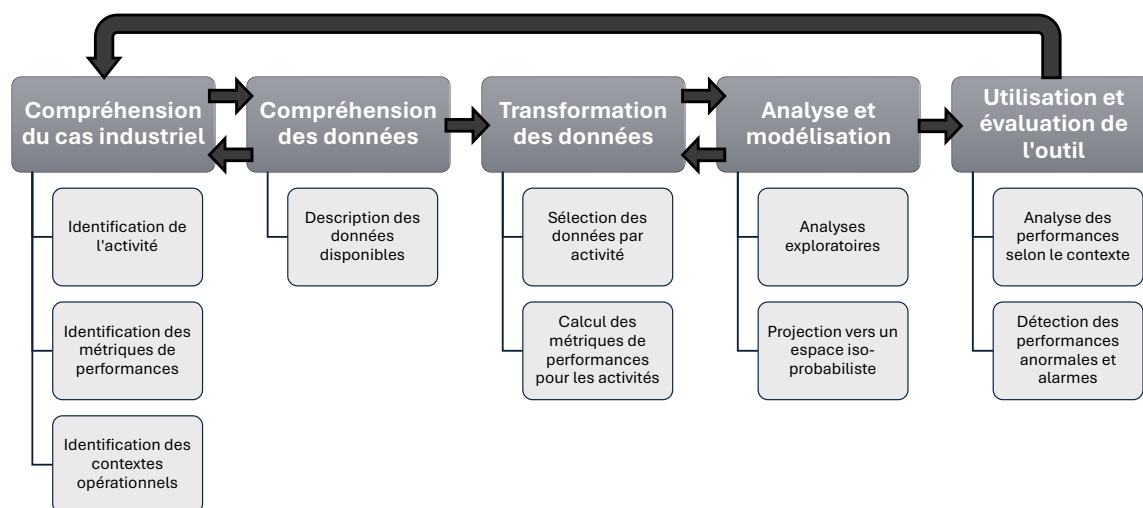 Compréhension
du cas industriel
Compréhension
des données
Transformation
des données
Analyse et
modélisation
Utilisation et
évaluation de
l'outil
Identification de
l'activité
Identification des
métriques de
performances
Identification des
contextes
opérationnels
Description des
données
disponibles
Sélection des
données par
activité
Calcul des
métriques de
performances
pour les activités
Analyses
exploratoires
Projection vers un
espace iso-
probabiliste
Analyse des
performances
selon le contexte
Détection des
performances
anormales et
alarmes